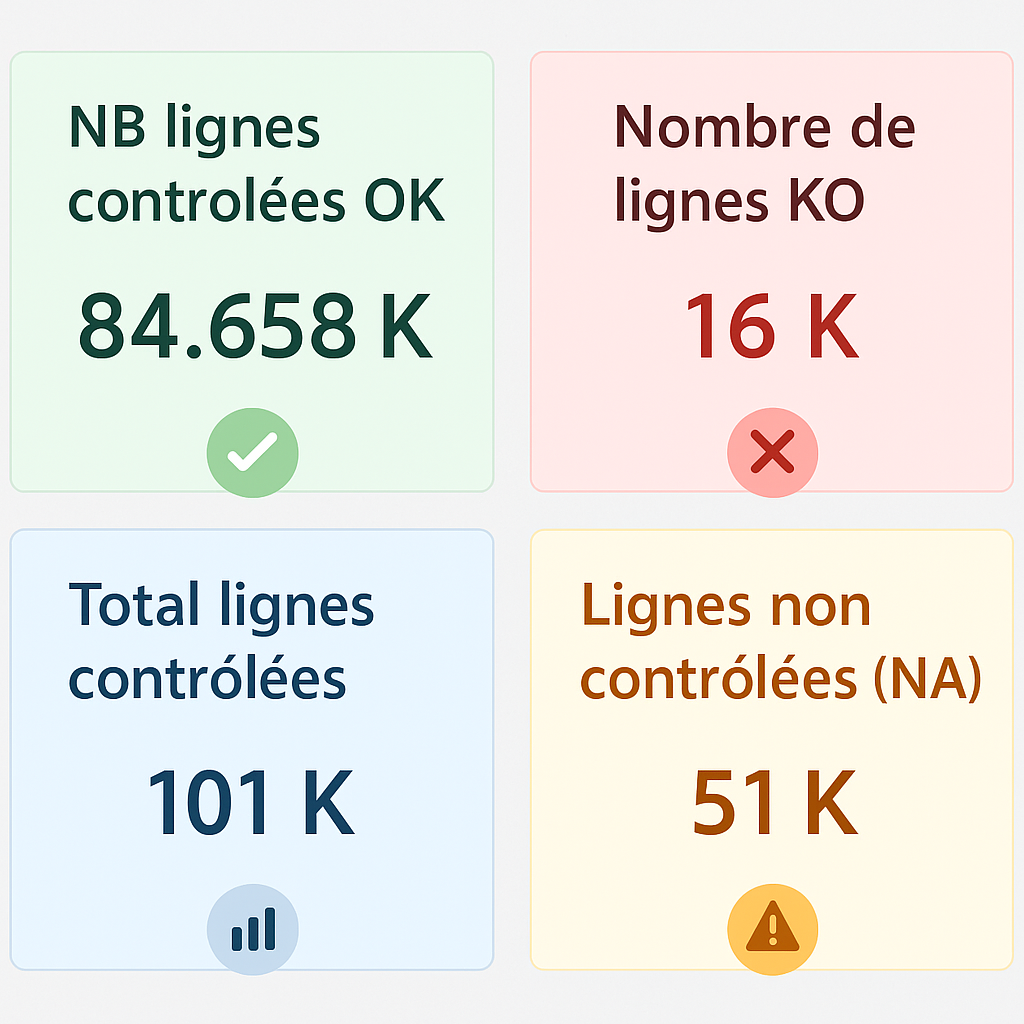 NB lignes
controlées OK
84.658 K
Nombre de
lignes KO
16 K
Total lignes
contrólées
101 K
Lignes non
contrólées (NA)
51 K